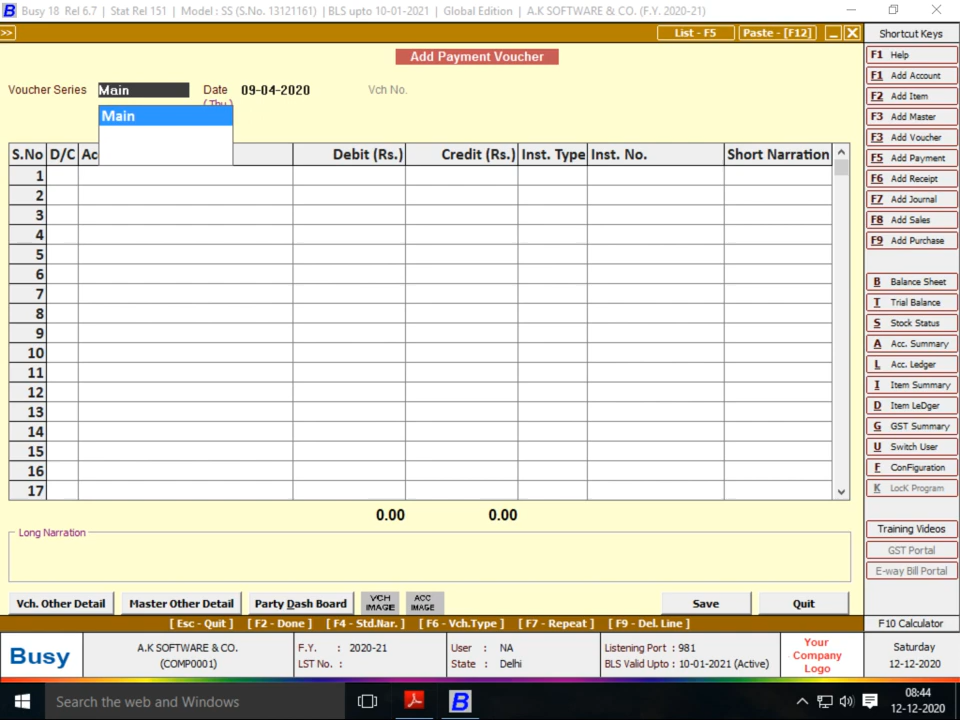 Busy 18 Rel 6.7 | Stat Rel 151 | Model : SS (S.No. 13121161) | BLS upto 10-01-2021 | Global Edition | A.K SOFTWARE & CO. (F.Y. 2020-21)
>> List - F5 Paste - [F12] Shortcut Keys
Add Payment Voucher
Voucher Series Main Date 09-04-2020 Vch No.
( Thu )
Main
S.No D/C Ac Debit (Rs.) Credit (Rs.) Inst. Type Inst. No. Short Narration
1
2
3
4
5
6
7
8
9
10
11
12
13
14
15
16
17
0.00 0.00
Long Narration
Vch. Other Detail Master Other Detail Party Dash Board VCH IMAGE ACC IMAGE Save Quit
[ Esc - Quit ] [ F2 - Done ] [ F4 - Std.Nar. ] [ F6 - Vch.Type ] [ F7 - Repeat ] [ F9 - Del. Line ]
F1 Help
F1 Add Account
F2 Add Item
F3 Add Master
F3 Add Voucher
F5 Add Payment
F6 Add Receipt
F7 Add Journal
F8 Add Sales
F9 Add Purchase
B Balance Sheet
T Trial Balance
S Stock Status
A Acc. Summary
L Acc. Ledger
I Item Summary
D Item LeDger
G GST Summary
U Switch User
F ConFiguration
K LocK Program
Training Videos
GST Portal
E-way Bill Portal
F10 Calculator
Busy
A.K SOFTWARE & CO.
(COMP0001)
F.Y. : 2020-21
LST No. :
User : NA
State : Delhi
Listening Port : 981
BLS Valid Upto : 10-01-2021 (Active)
Your
Company
Logo
Saturday
12-12-2020
Search the web and Windows
B
08:44
12-12-2020